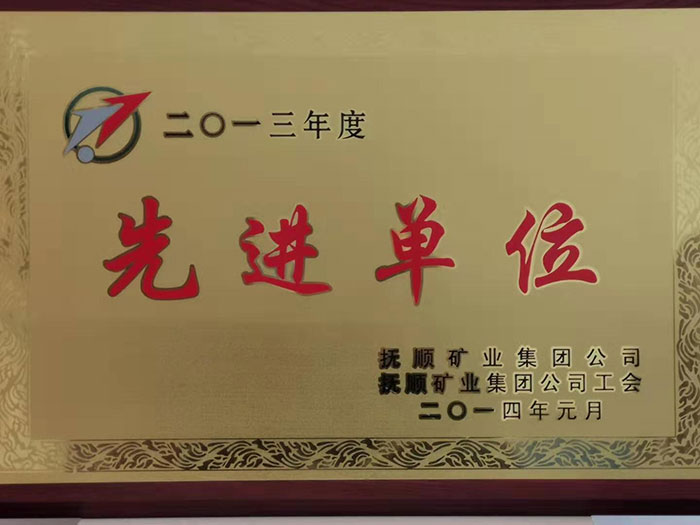 二〇一三年度
先进单位
抚顺矿业集团公司
抚顺矿业集团公司工会
二〇一四年元月